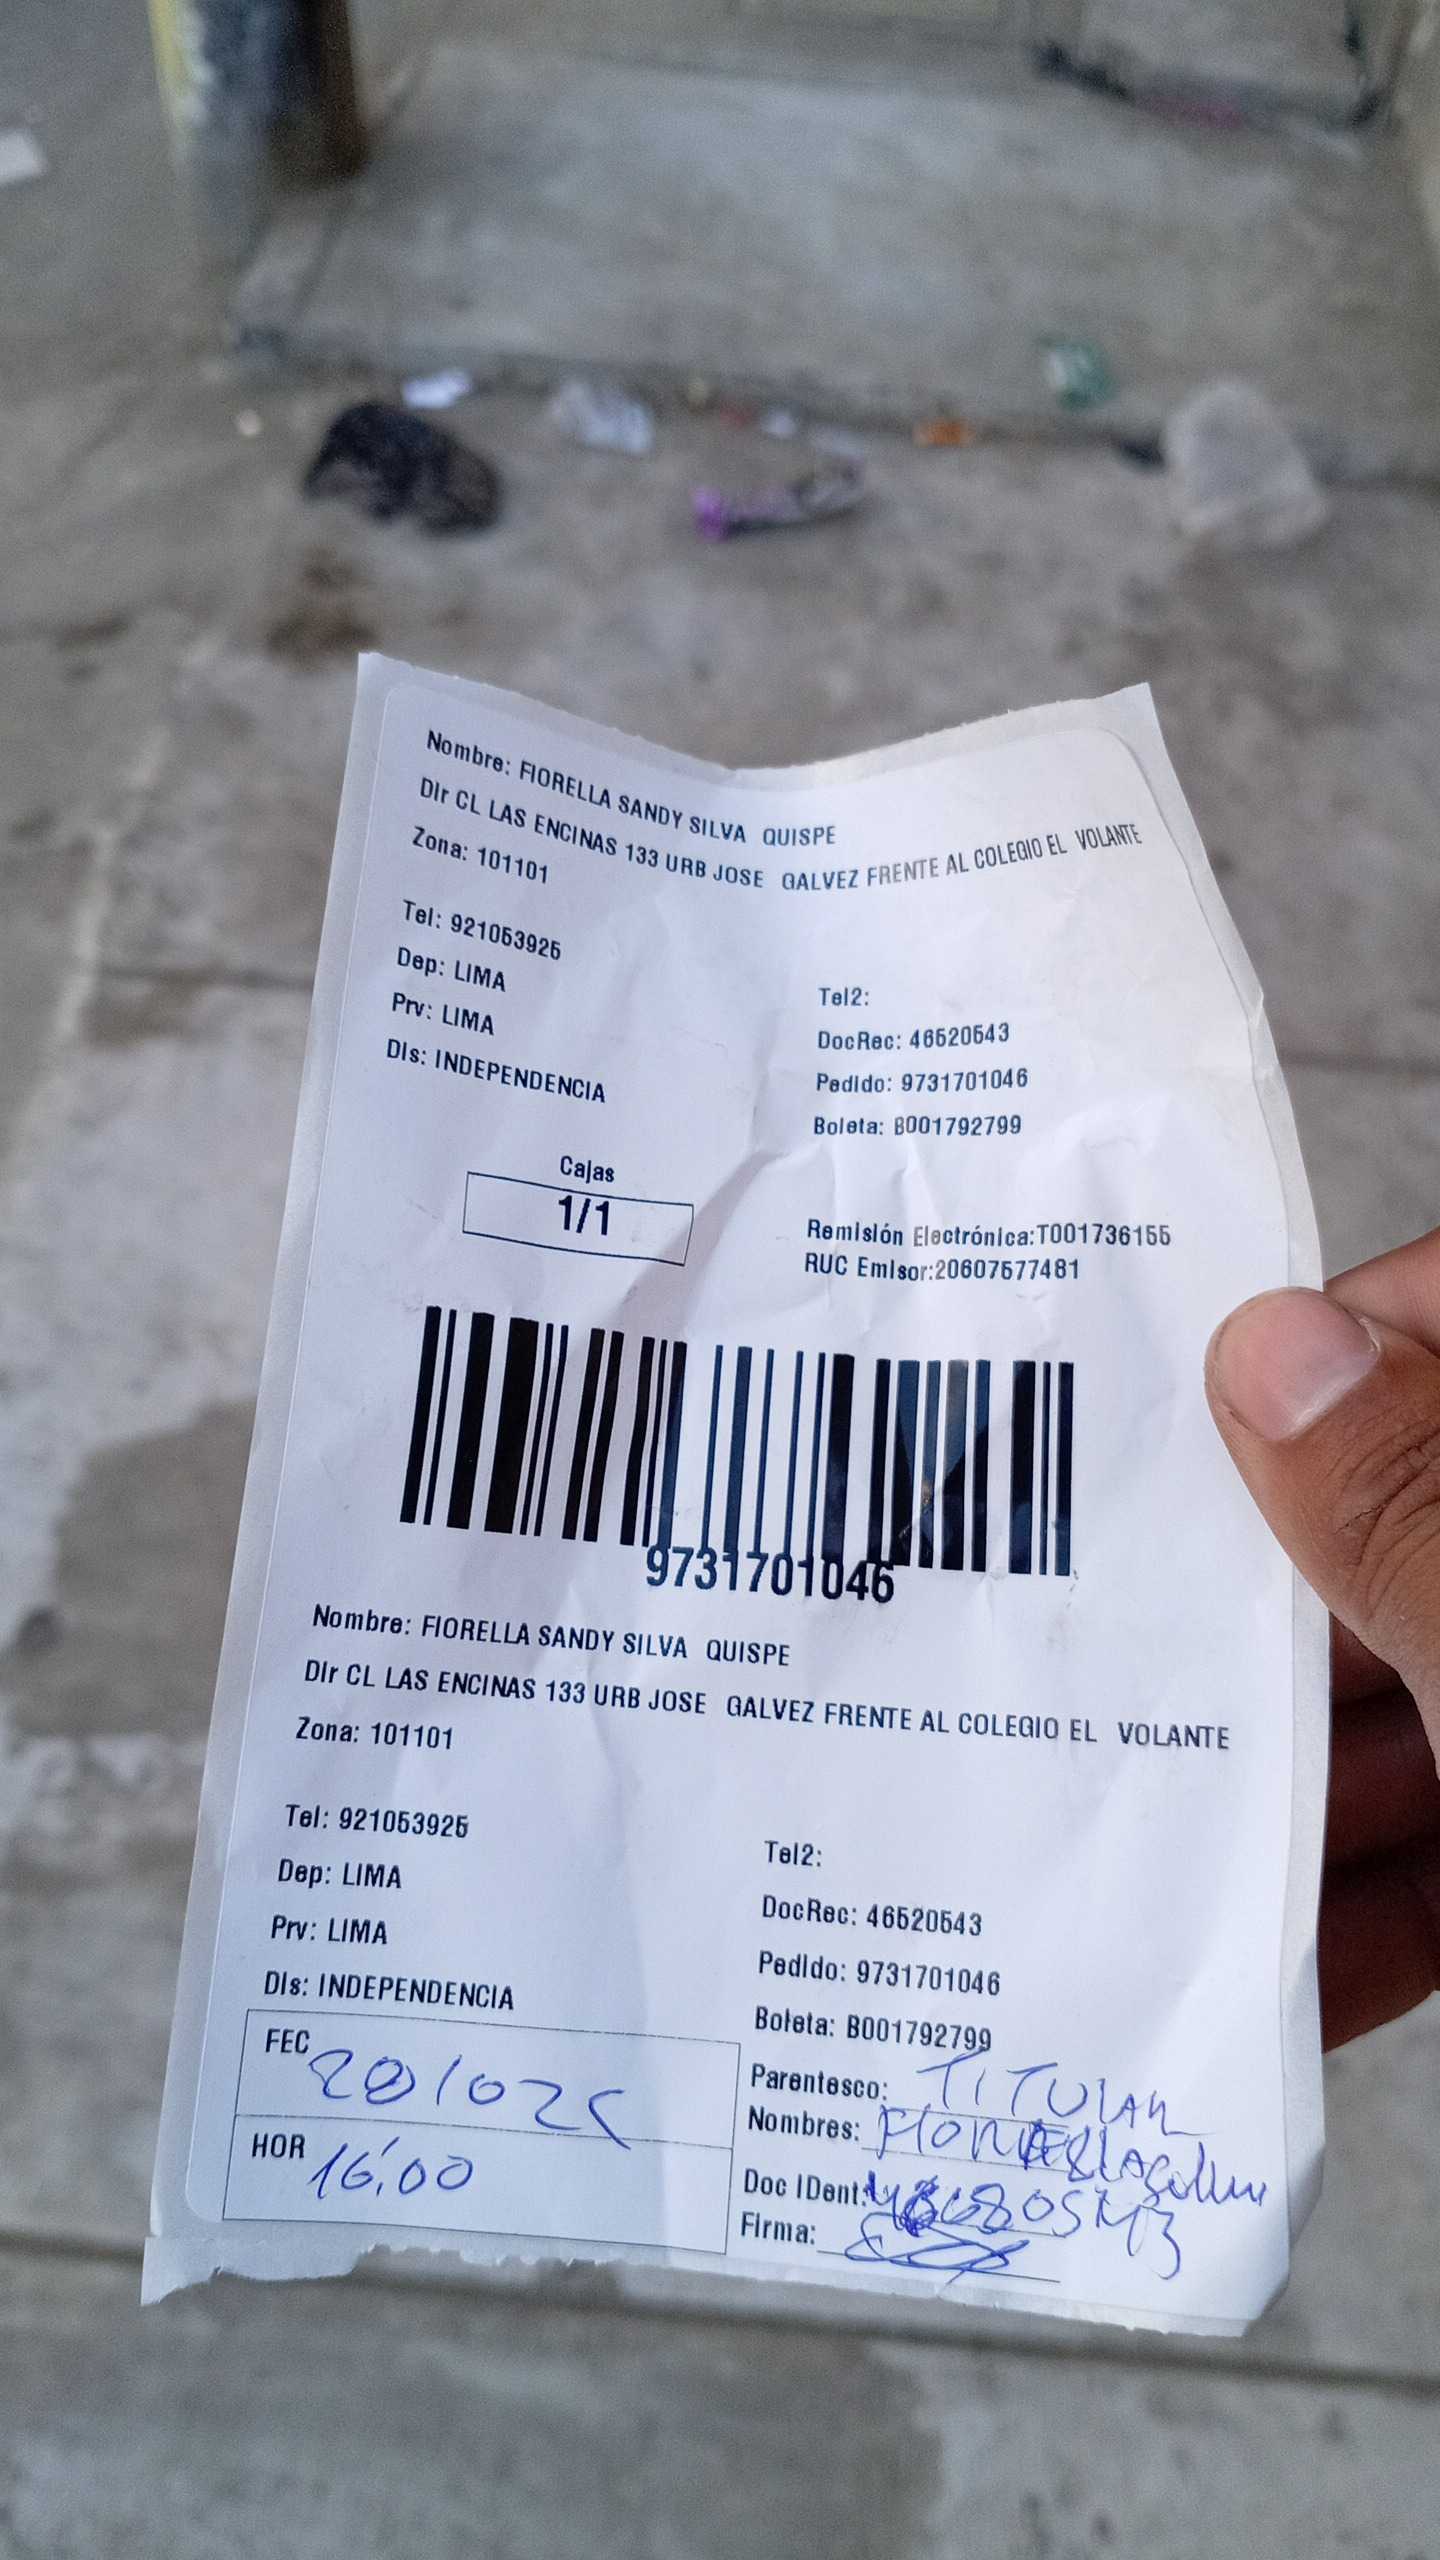 Nombre: FIORELLA SANDY SILVA QUISPE
Dir CL LAS ENCINAS 133 URB JOSE GALVEZ FRENTE AL COLEGIO EL VOLANTE
Zona: 101101
Tel: 921053925
Dep: LIMA
Prv: LIMA
Dis: INDEPENDENCIA
Tel2:
DocRec: 46520543
Pedido: 9731701046
Boleta: B001792799
Cajas
1/1
Remisión Electrónica:T001736155
RUC Emisor:20607577481
9731701046
Nombre: FIORELLA SANDY SILVA QUISPE
Dir CL LAS ENCINAS 133 URB JOSE GALVEZ FRENTE AL COLEGIO EL VOLANTE
Zona: 101101
Tel: 921053925
Dep: LIMA
Prv: LIMA
Dis: INDEPENDENCIA
Tel2:
DocRec: 46520543
Pedido: 9731701046
Boleta: B001792799
FEC
HOR 16:00
Parentesco: TITULAR
Nombres:
Doc IDent:
Firma: